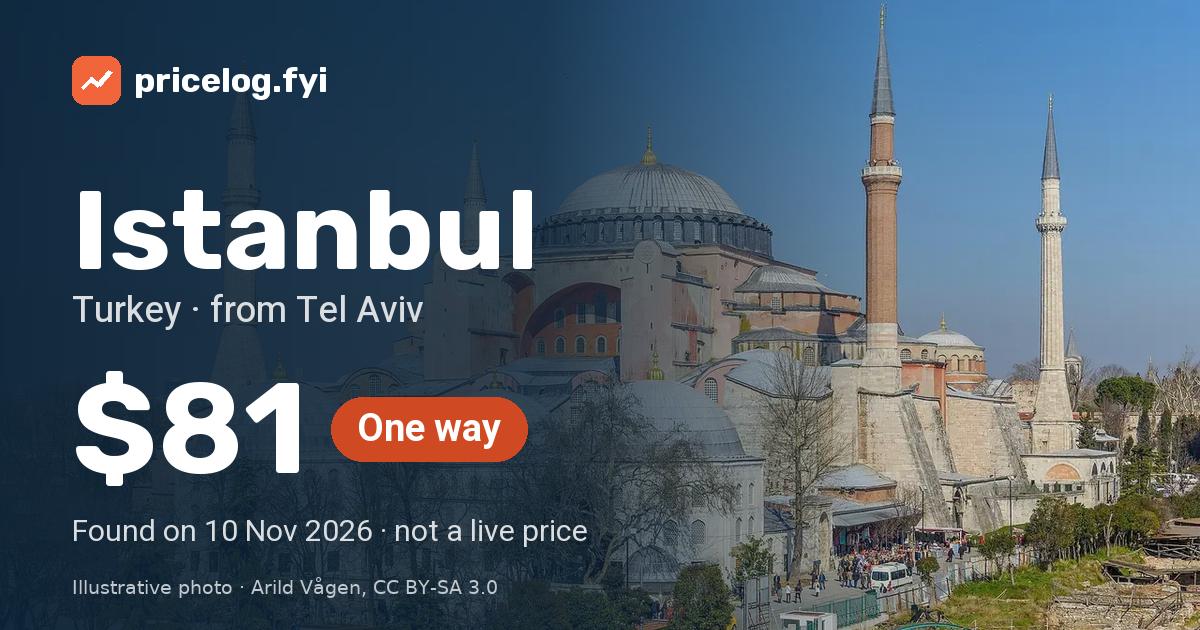 pricelog.fyi
Istanbul
Turkey · from Tel Aviv
$81 One way
Found on 10 Nov 2026 · not a live price
Illustrative photo · Arild Vågen, CC BY-SA 3.0